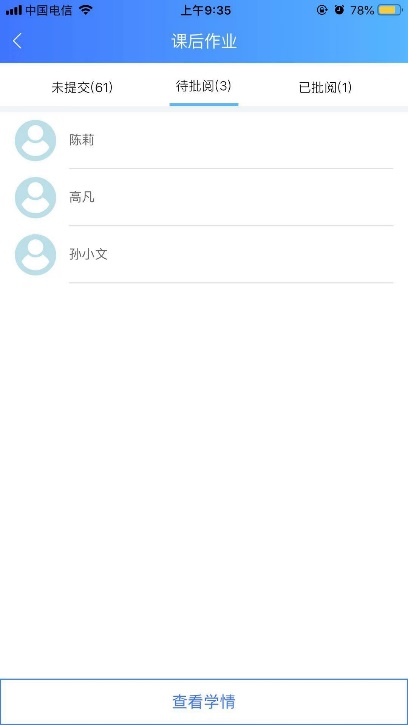 中国电信 上午9:35 78%
课后作业
未提交(61) 待批阅(3) 已批阅(1)
陈莉
高凡
孙小文
查看学情